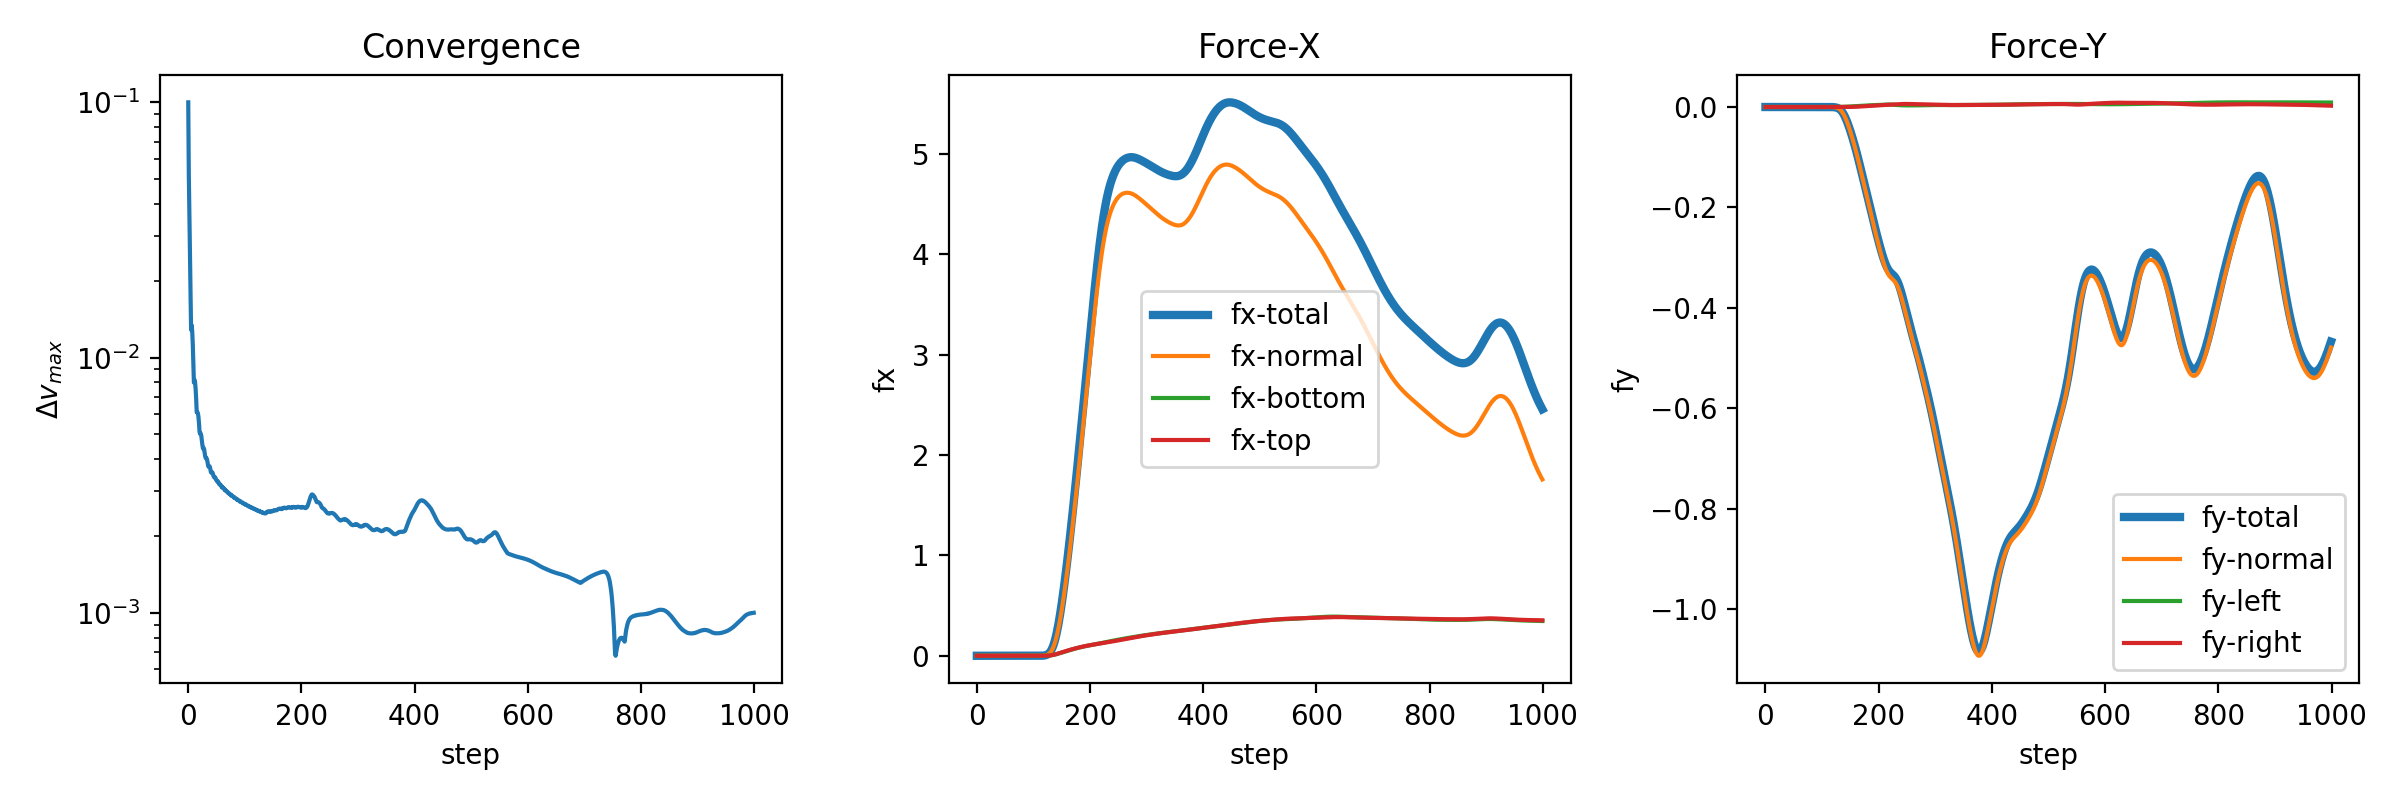 Convergence
10⁻¹
10⁻²
10⁻³
Δv_max
0 200 400 600 800 1000
step
Force-X
5
4
3
2
1
0
fx
fx-total
fx-normal
fx-bottom
fx-top
0 200 400 600 800 1000
step
Force-Y
0.0
−0.2
−0.4
−0.6
−0.8
−1.0
fy
fy-total
fy-normal
fy-left
fy-right
0 200 400 600 800 1000
step